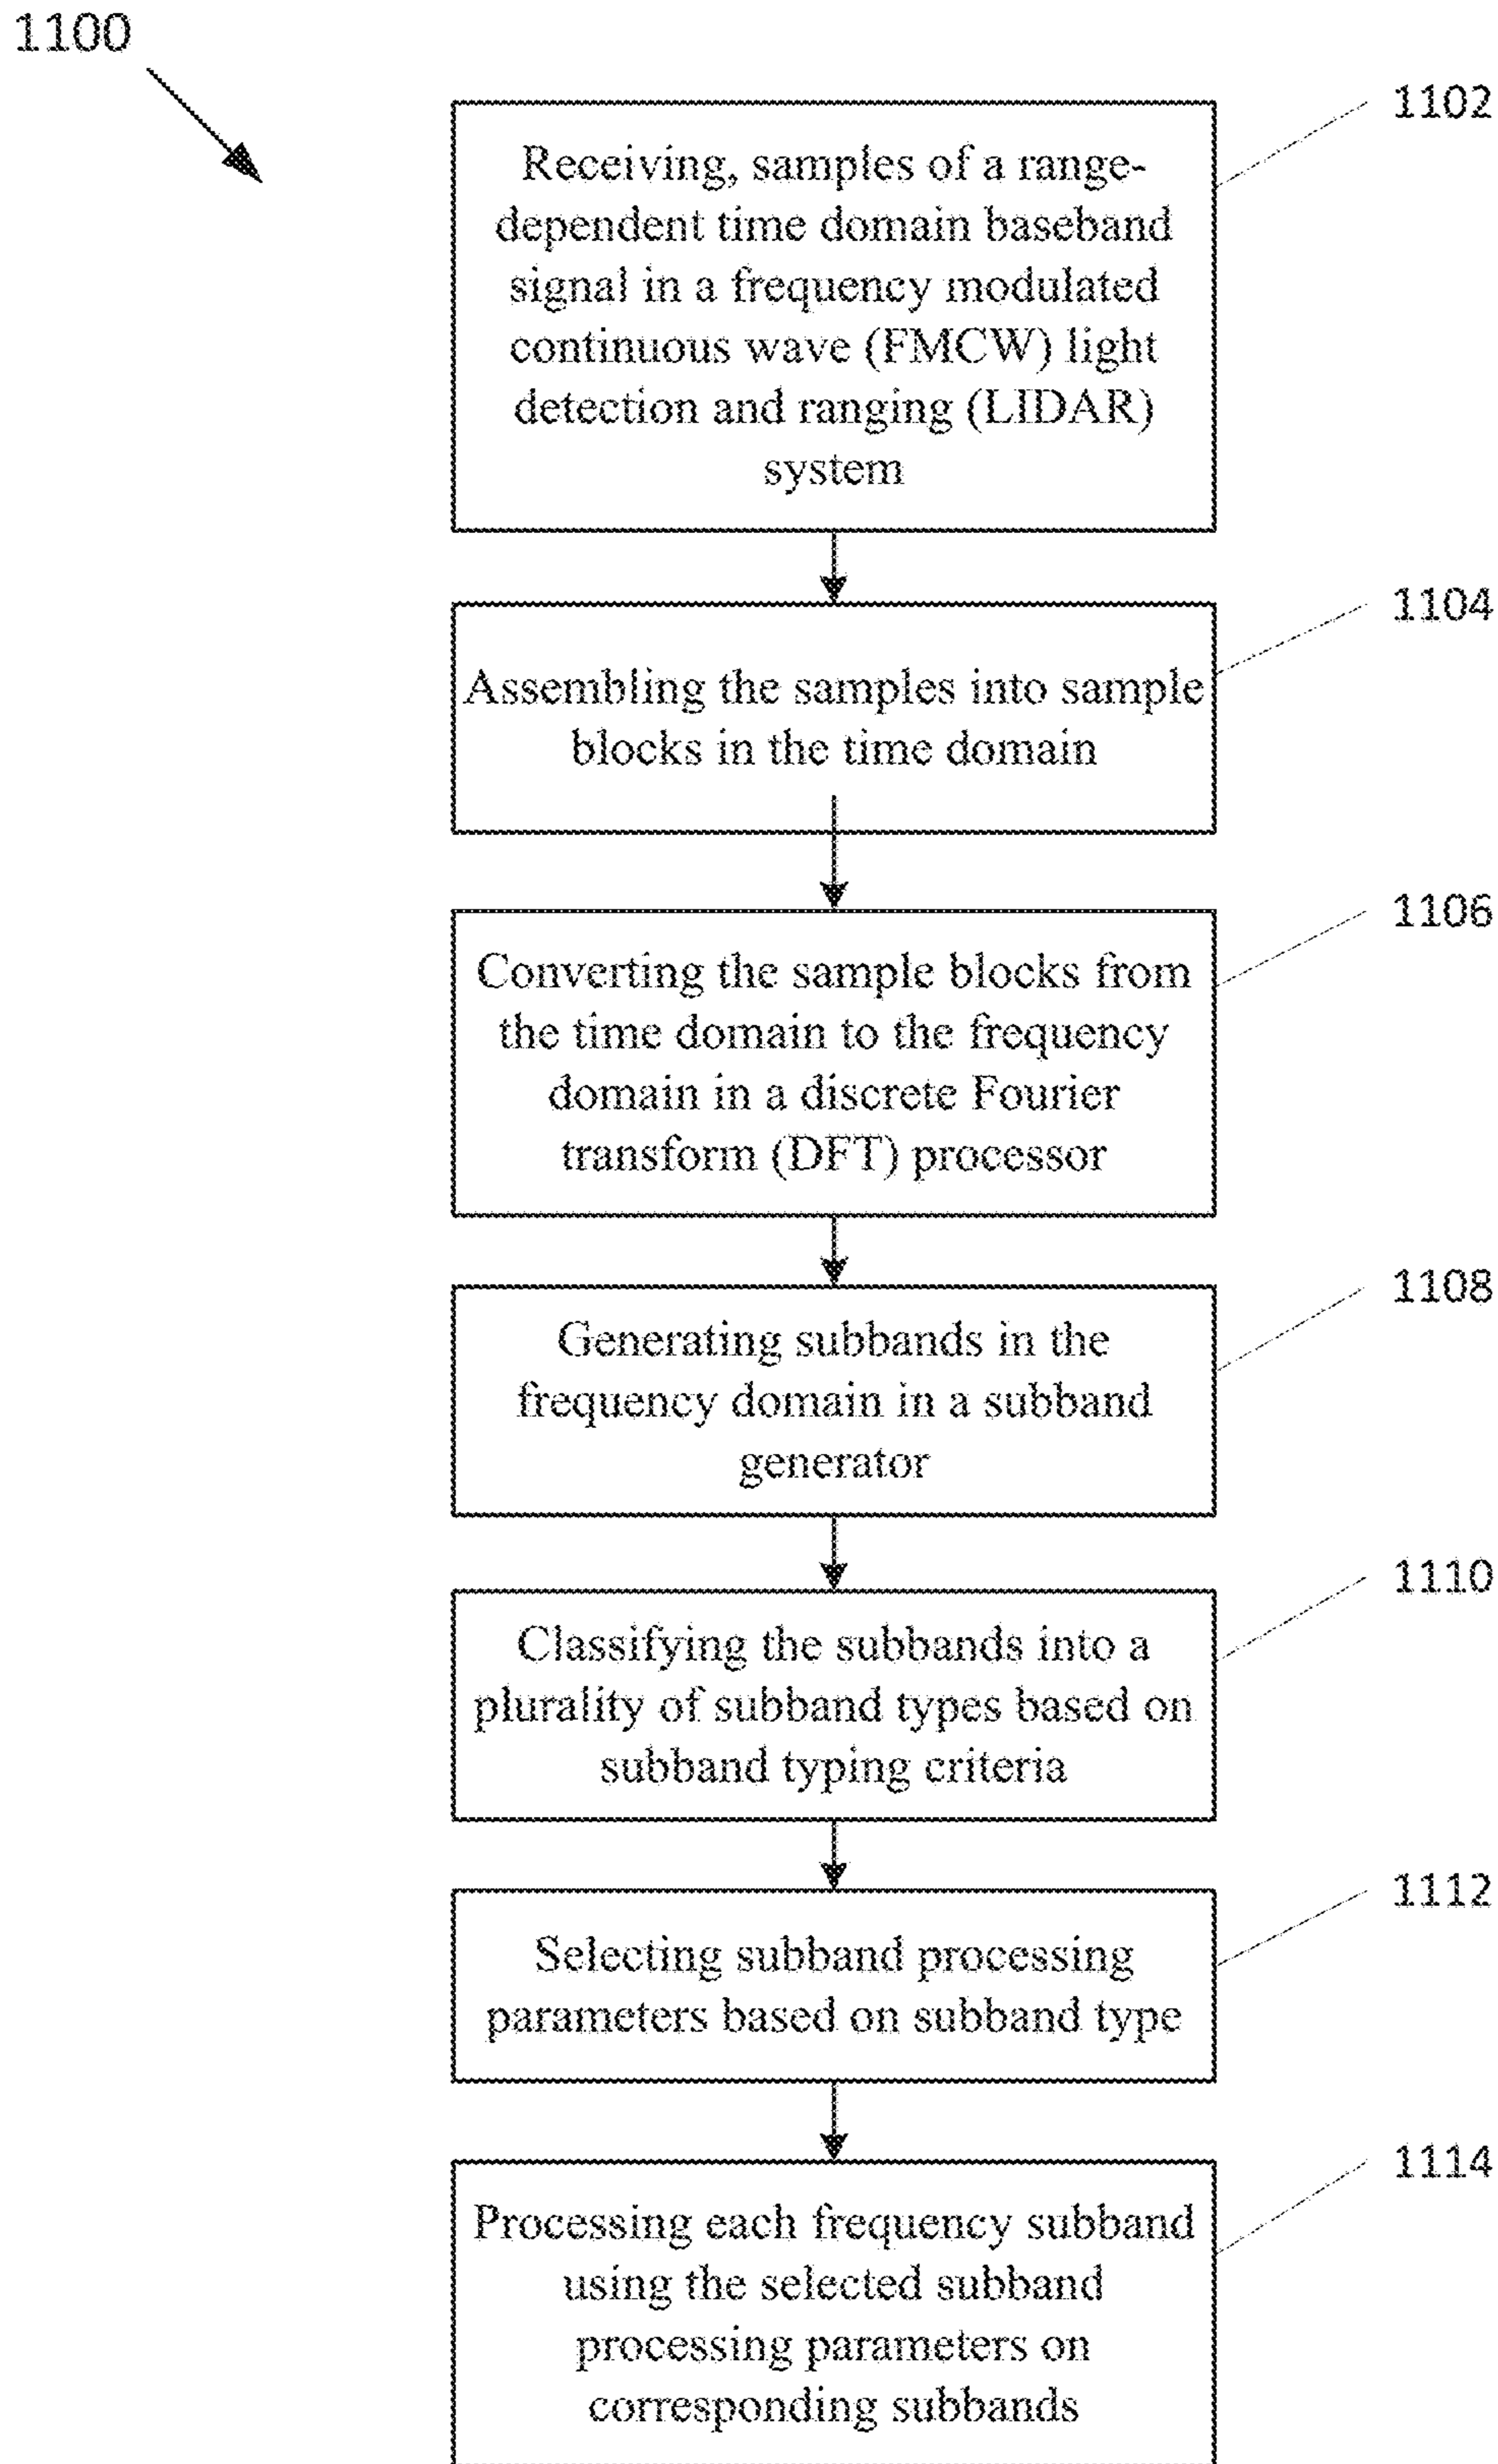 1100
1102
Receiving, samples of a range-
dependent time domain baseband
signal in a frequency modulated
continuous wave (FMCW) light
detection and ranging (LIDAR)
system
1104
Assembling the samples into sample
blocks in the time domain
1106
Converting the sample blocks from
the time domain to the frequency
domain in a discrete Fourier
transform (DFT) processor
1108
Generating subbands in the
frequency domain in a subband
generator
1110
Classifying the subbands into a
plurality of subband types based on
subband typing criteria
1112
Selecting subband processing
parameters based on subband type
1114
Processing each frequency subband
using the selected subband
processing parameters on
corresponding subbands